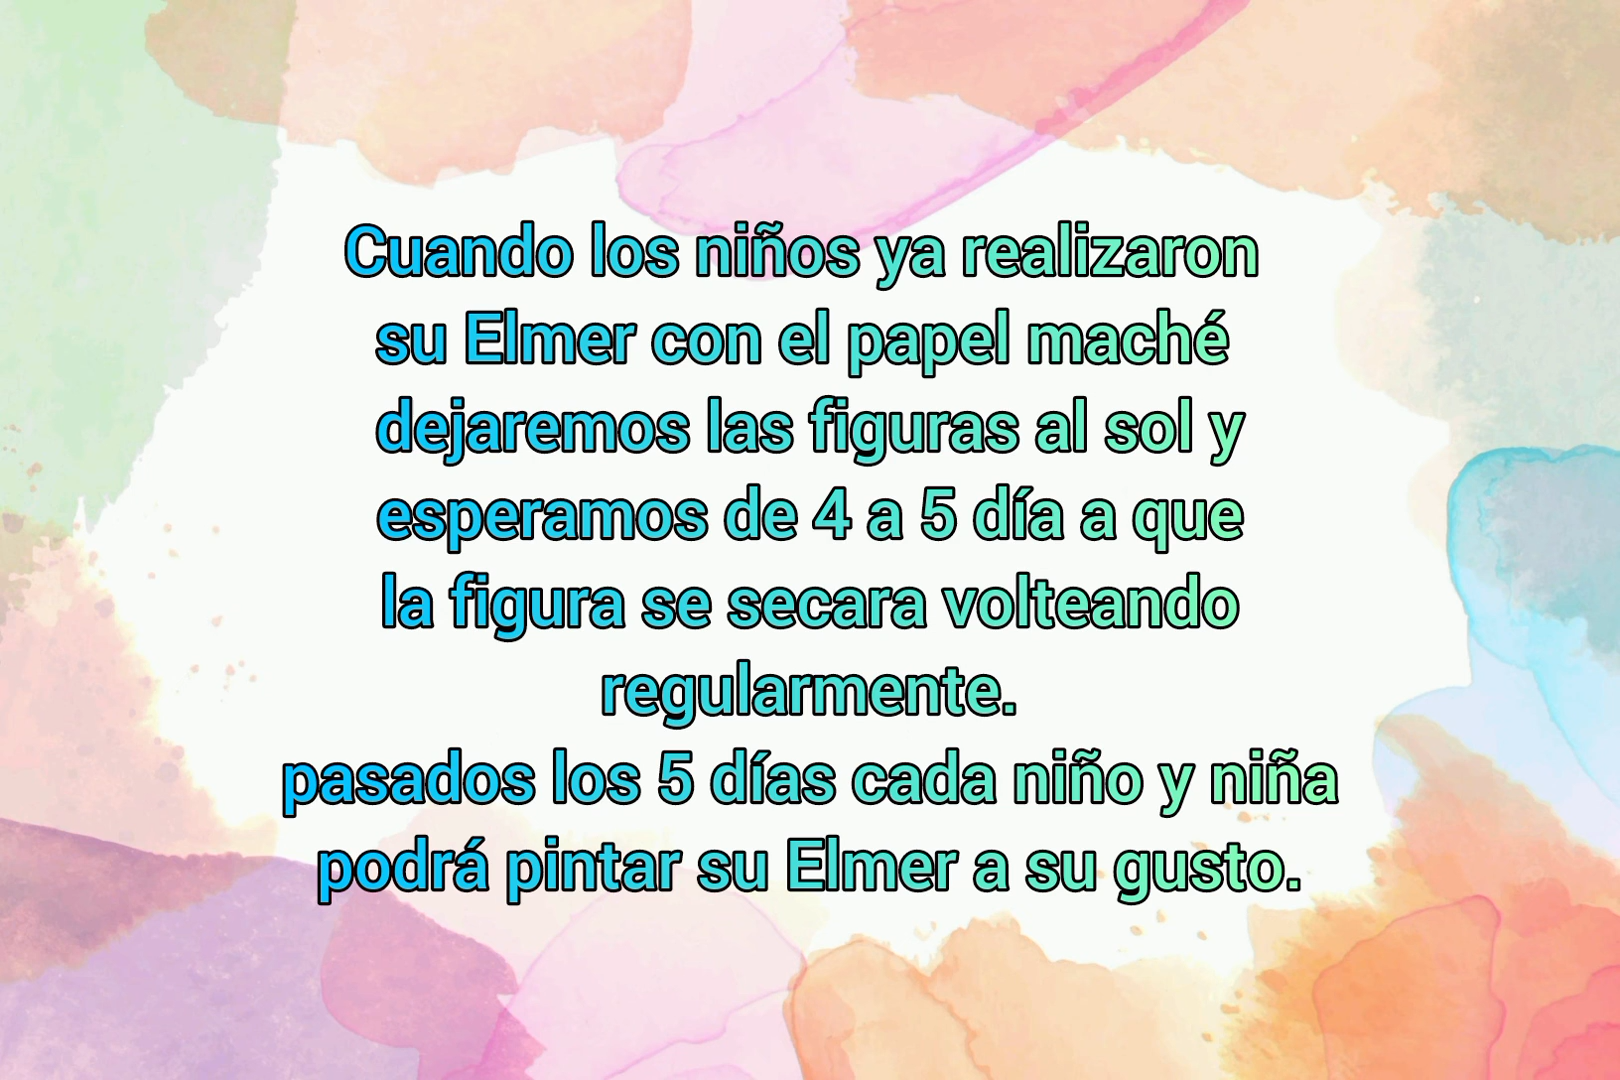 Cuando los niños ya realizaron
su Elmer con el papel maché
dejaremos las figuras al sol y
esperamos de 4 a 5 día a que
la figura se secara volteando
regularmente.
pasados los 5 días cada niño y niña
podrá pintar su Elmer a su gusto.